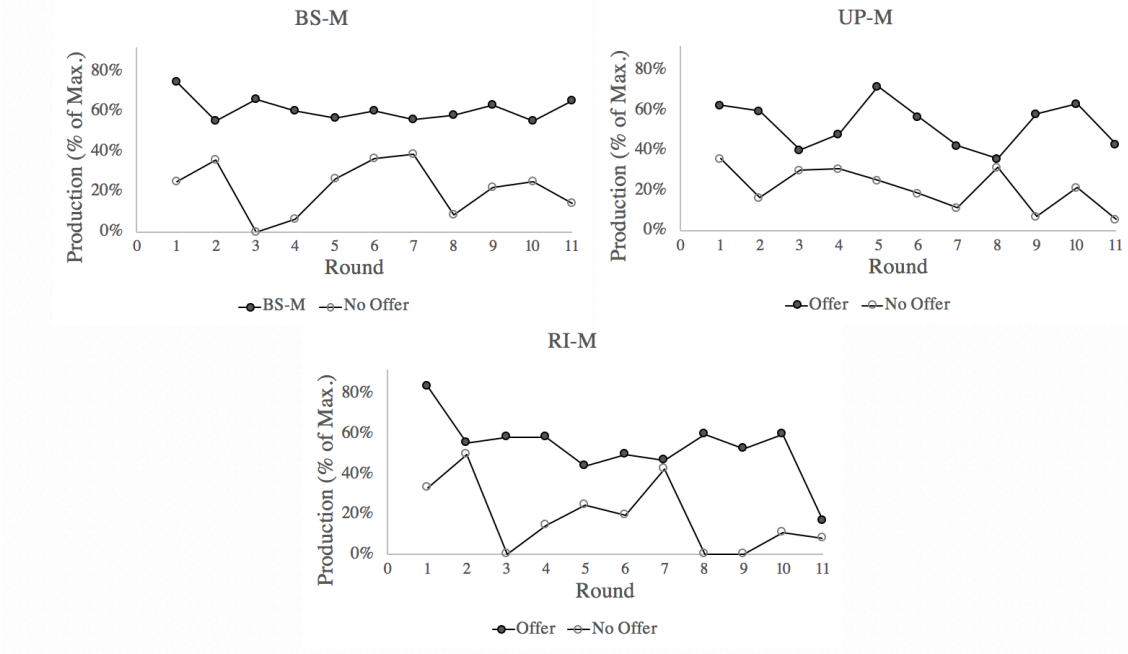 BS-M
Production (% of Max.)
80%
60%
40%
20%
0%
0 1 2 3 4 5 6 7 8 9 10 11
Round
BS-M No Offer
UP-M
Production (% of Max.)
80%
60%
40%
20%
0%
0 1 2 3 4 5 6 7 8 9 10 11
Round
Offer No Offer
RI-M
Production (% of Max.)
80%
60%
40%
20%
0%
0 1 2 3 4 5 6 7 8 9 10 11
Round
Offer No Offer